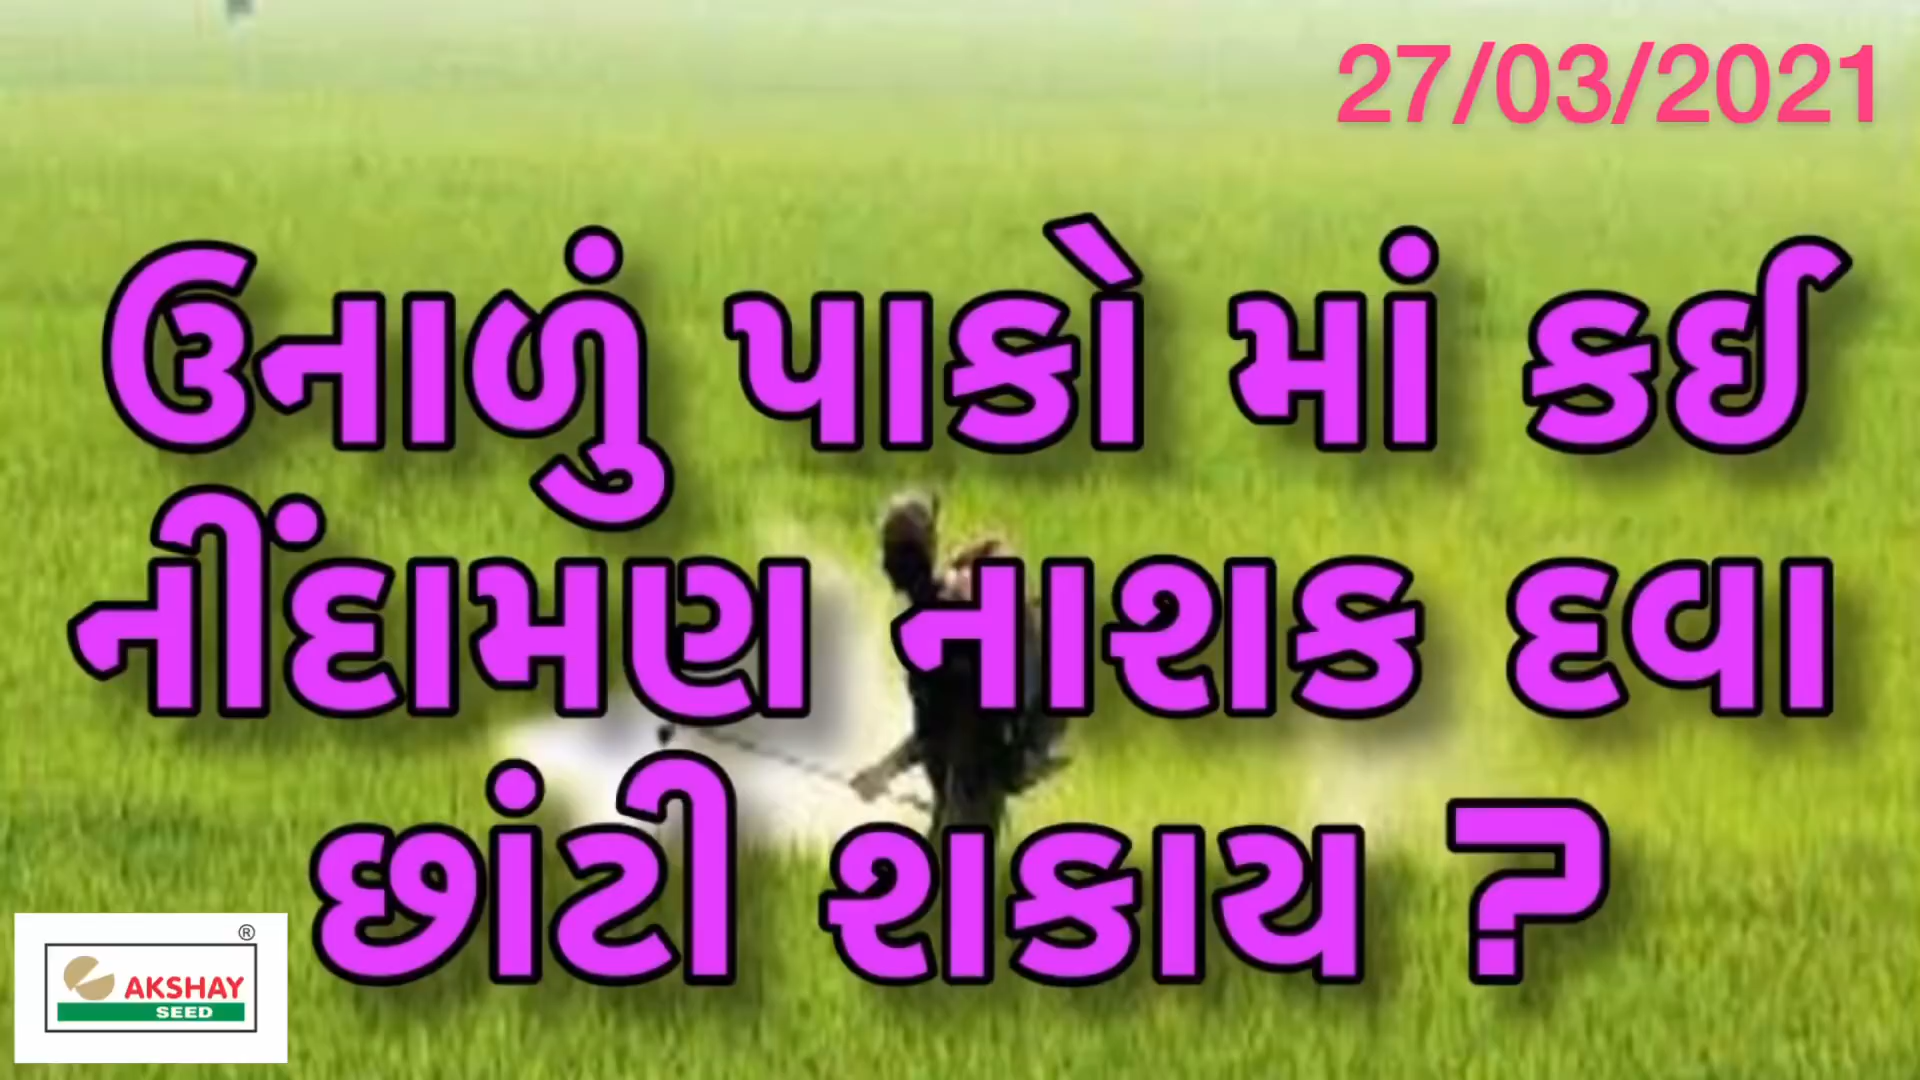 27/03/2021
ઉનાળું પાકો માં કઈ
નીંદામણ નાશક દવા
છાંટી શકાય ?
®
AKSHAY
SEED